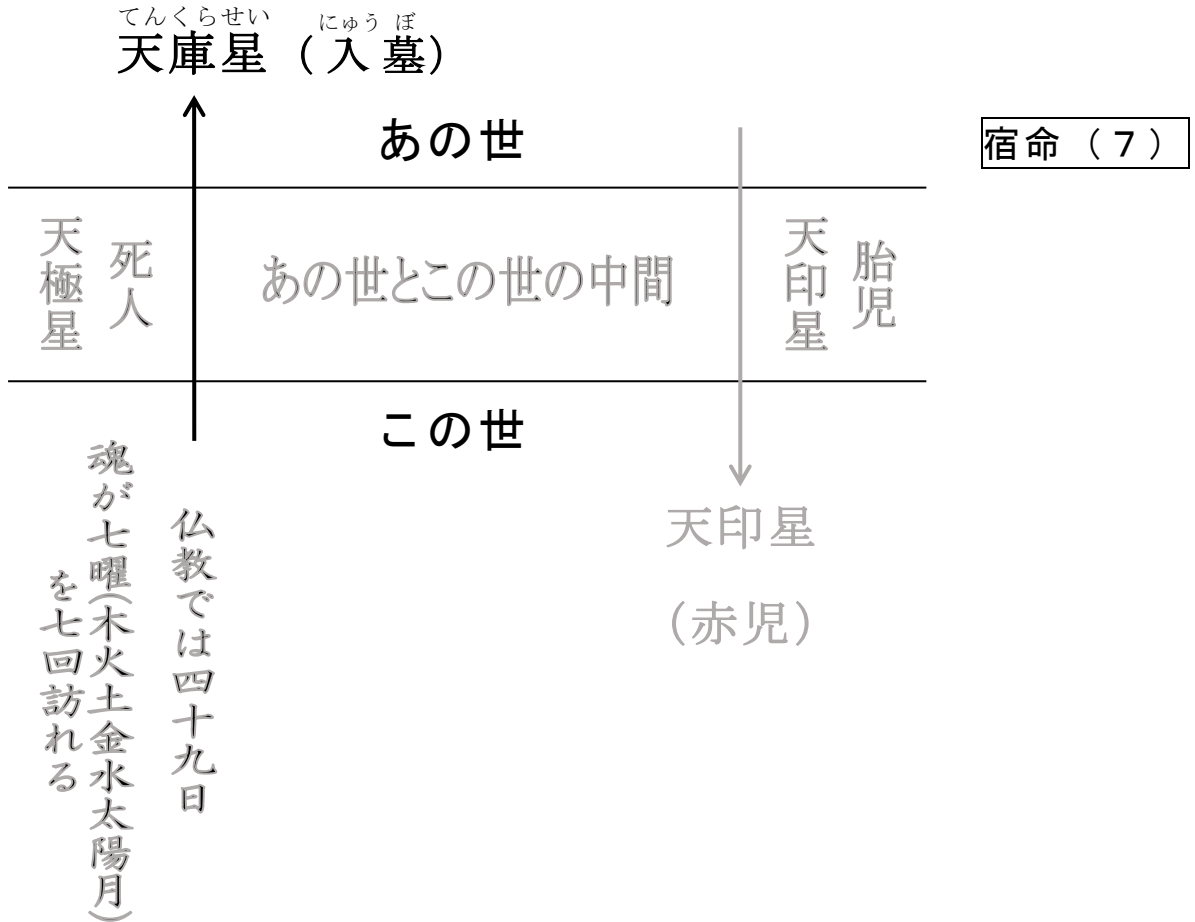 てんくらせい にゅうぼ
天庫星（入墓）
あの世
宿命（７）
天極星
死人
あの世とこの世の中間
天印星
胎児
この世
天印星
（赤児）
仏教では四十九日
魂が七曜(木火土金水太陽月)
を七回訪れる